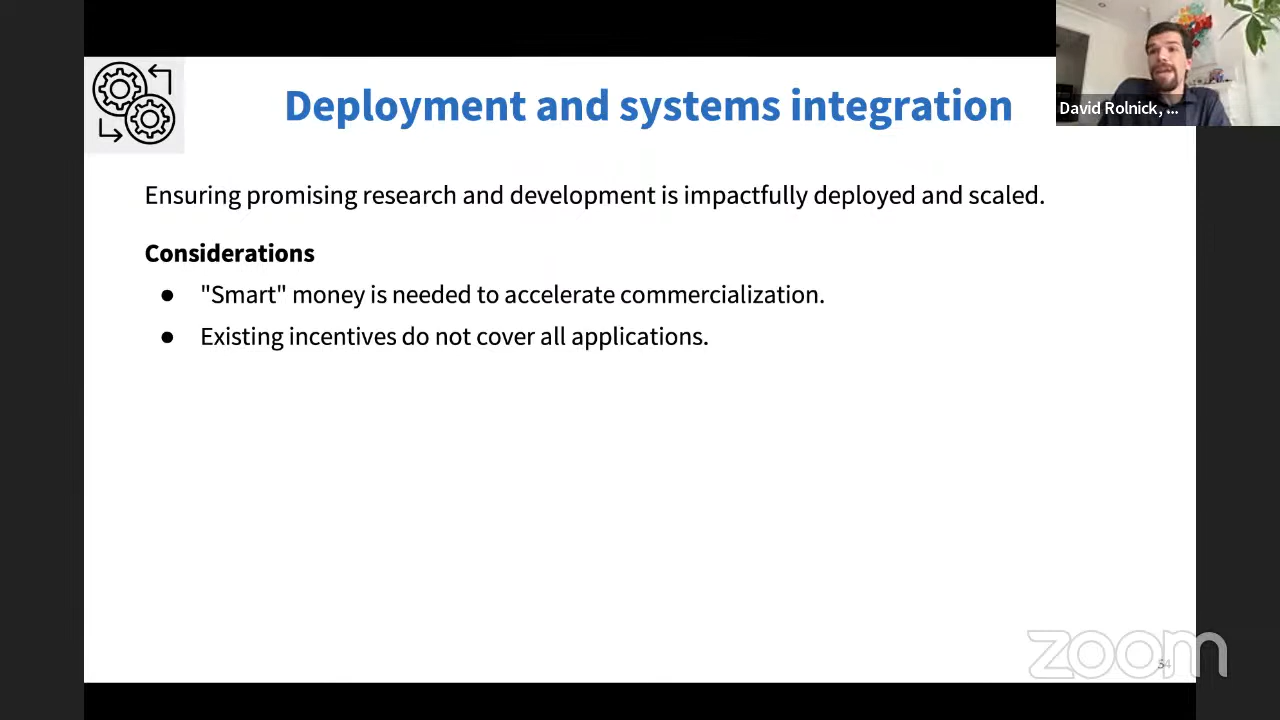 Deployment and systems integration
David Rolnick, ...
Ensuring promising research and development is impactfully deployed and scaled.
Considerations
● "Smart" money is needed to accelerate commercialization.
● Existing incentives do not cover all applications.
zoom
54